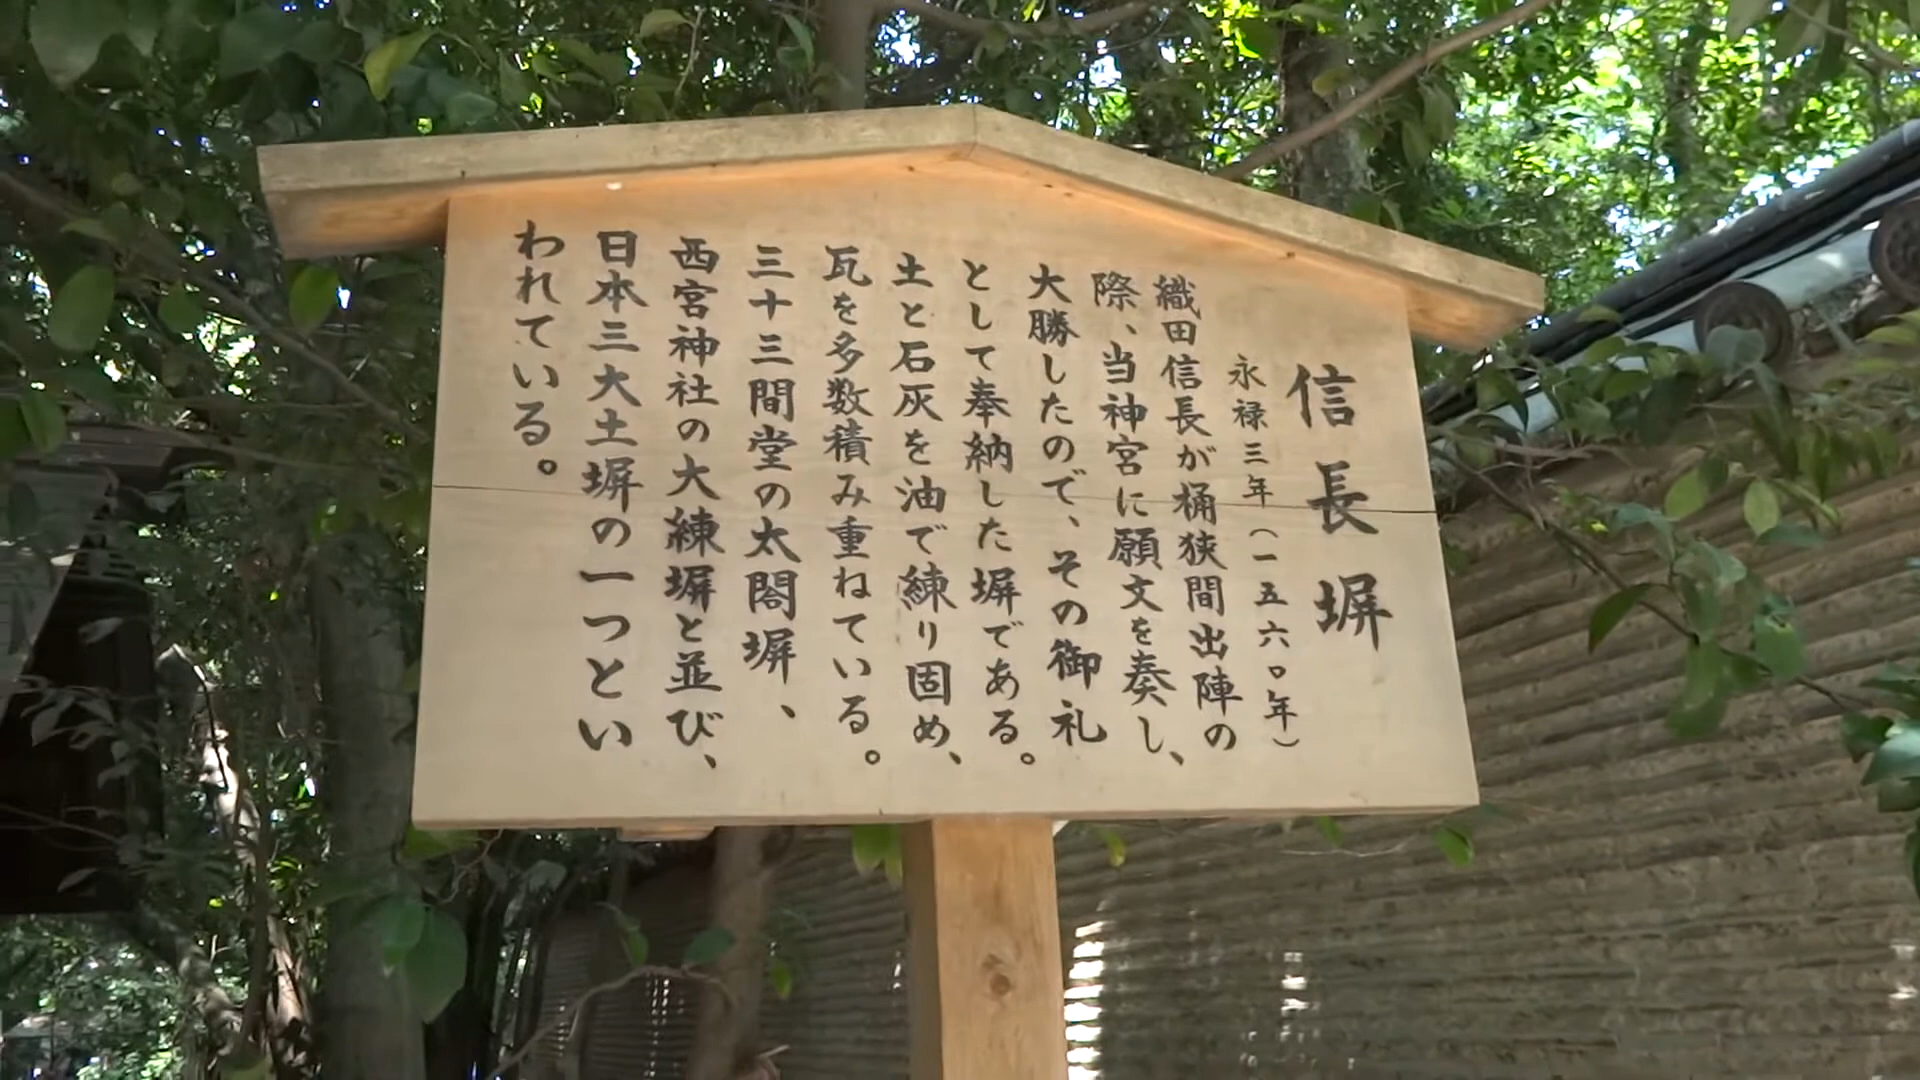 信長塀
永禄三年(一五六〇年)
織田信長が桶狭間出陣の
際、当神宮に願文を奏し、
大勝したので、その御礼
として奉納した塀である。
土と石灰を油で練り固め、
瓦を多数積み重ねている。
三十三間堂の太閤塀、
西宮神社の大練塀と並び、
日本三大土塀の一つとい
われている。